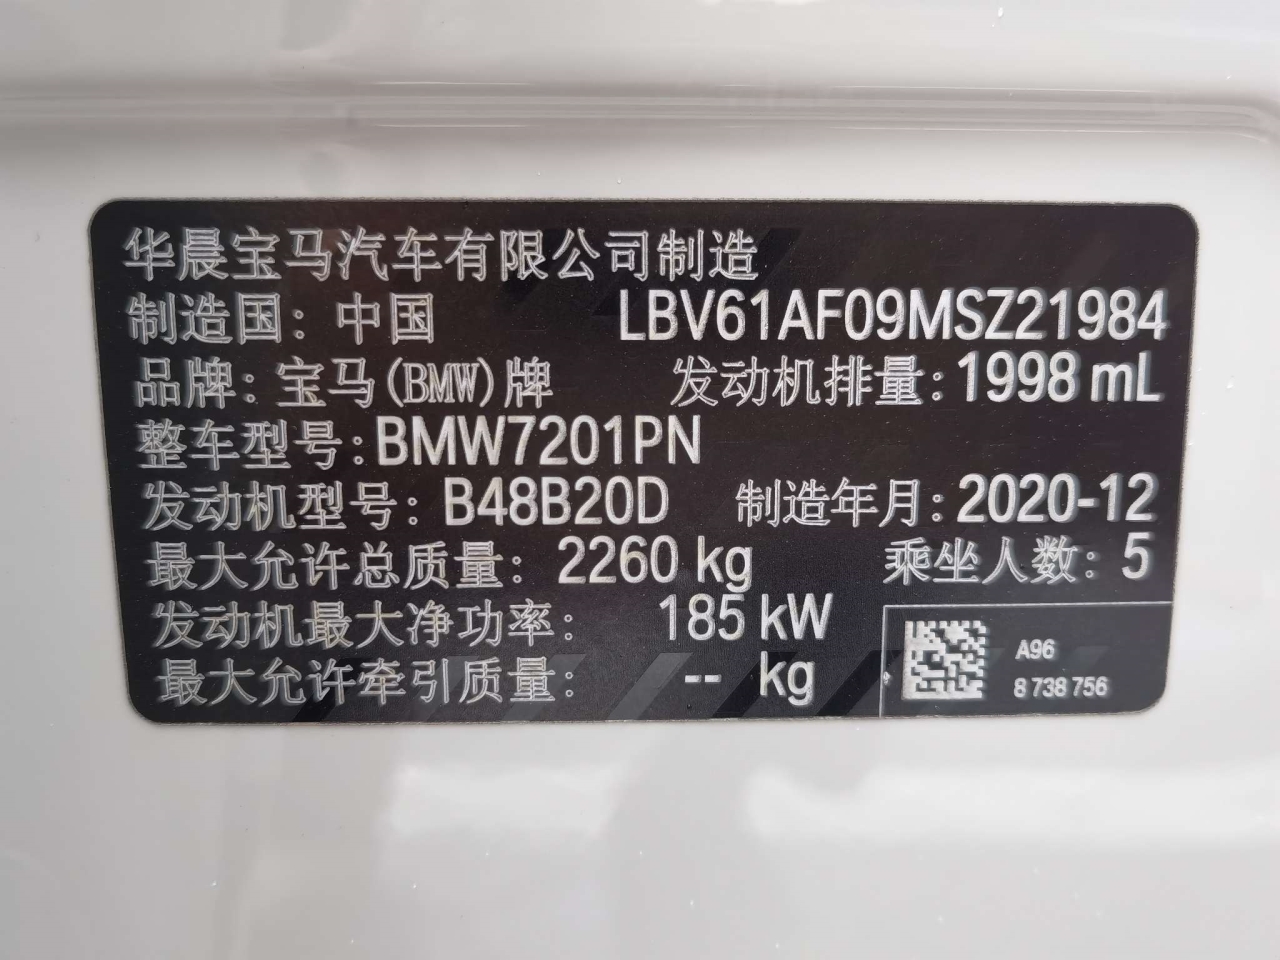 华晨宝马汽车有限公司制造
制造国：中国 LBV61AF09MSZ21984
品牌：宝马(BMW)牌 发动机排量：1998 mL
整车型号：BMW7201PN
发动机型号：B48B20D 制造年月：2020-12
最大允许总质量：2260 kg 乘坐人数：5
发动机最大净功率：185 kW
最大允许牵引质量：-- kg
A96
8 738 756